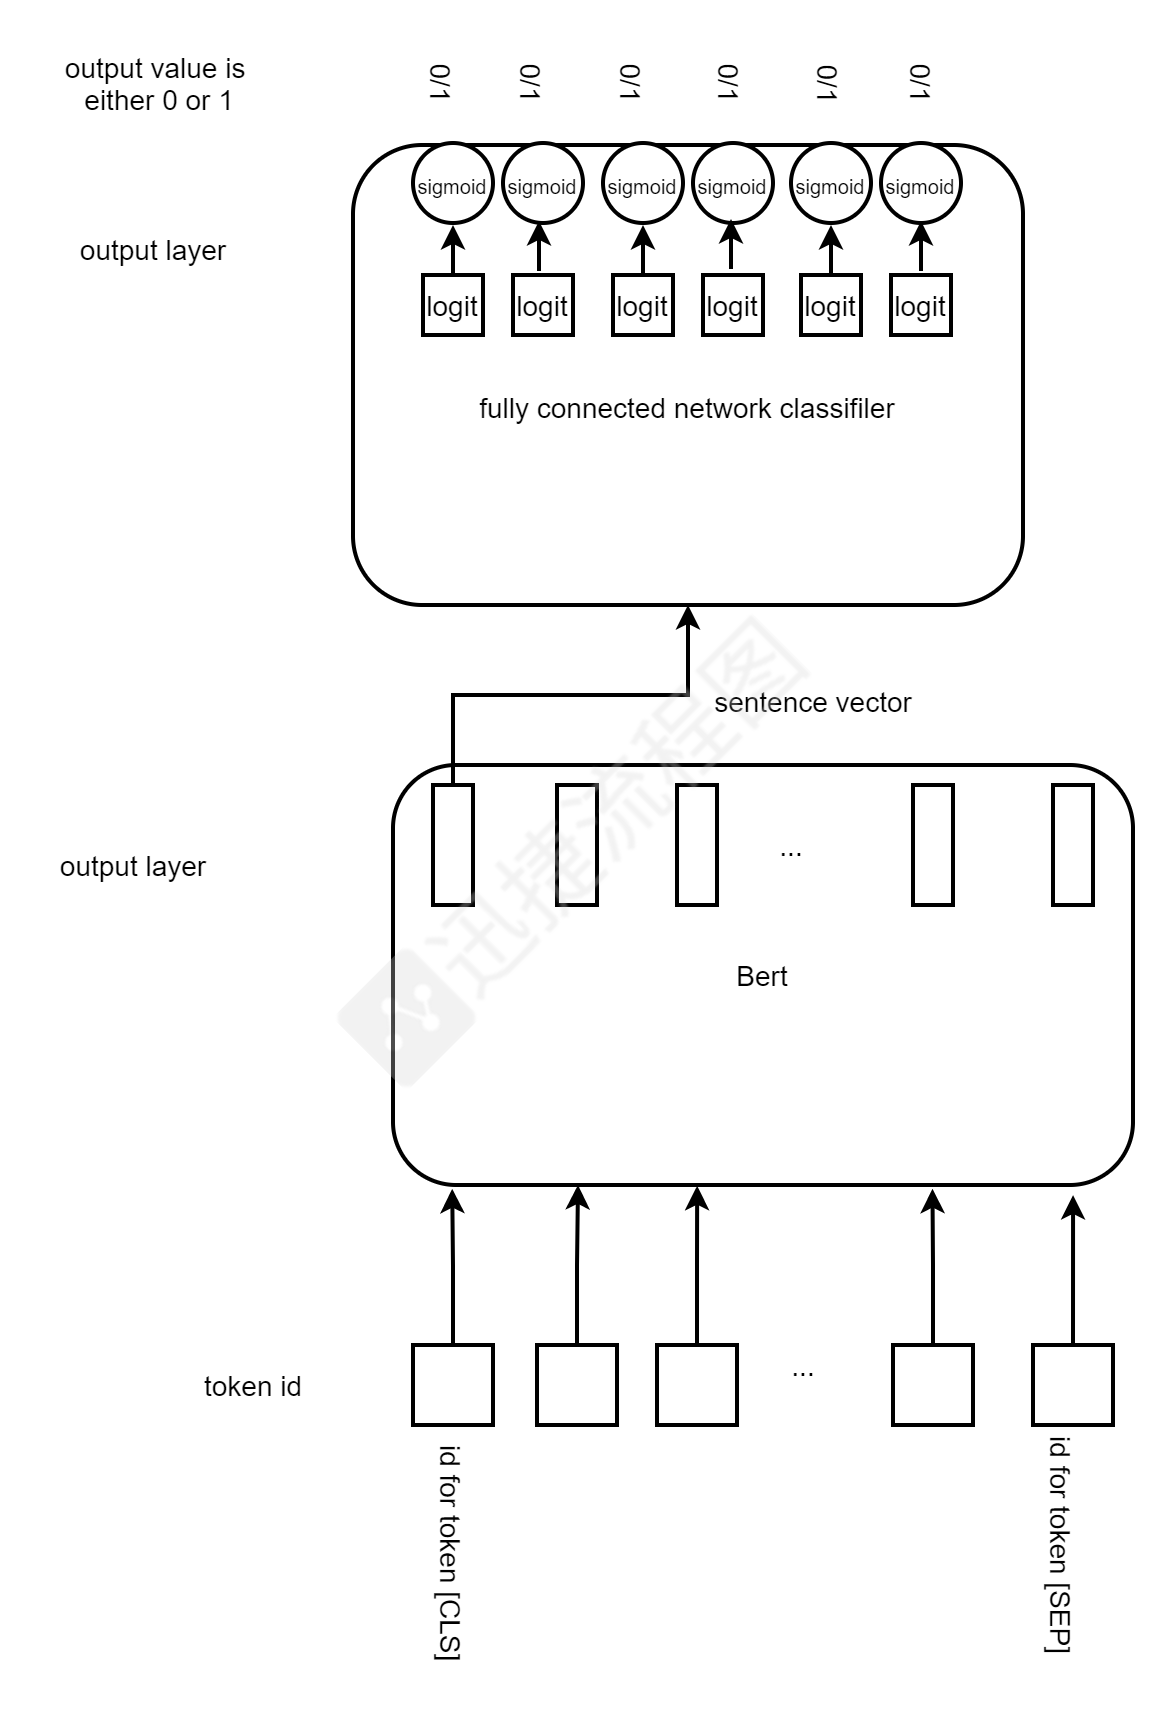 output value is
either 0 or 1
0/1 0/1 0/1 0/1 0/1 0/1
sigmoid sigmoid sigmoid sigmoid sigmoid sigmoid
output layer
logit logit logit logit logit logit
fully connected network classifiler
sentence vector
output layer
...
Bert
token id
...
id for token [CLS]
id for token [SEP]
迅捷流程图